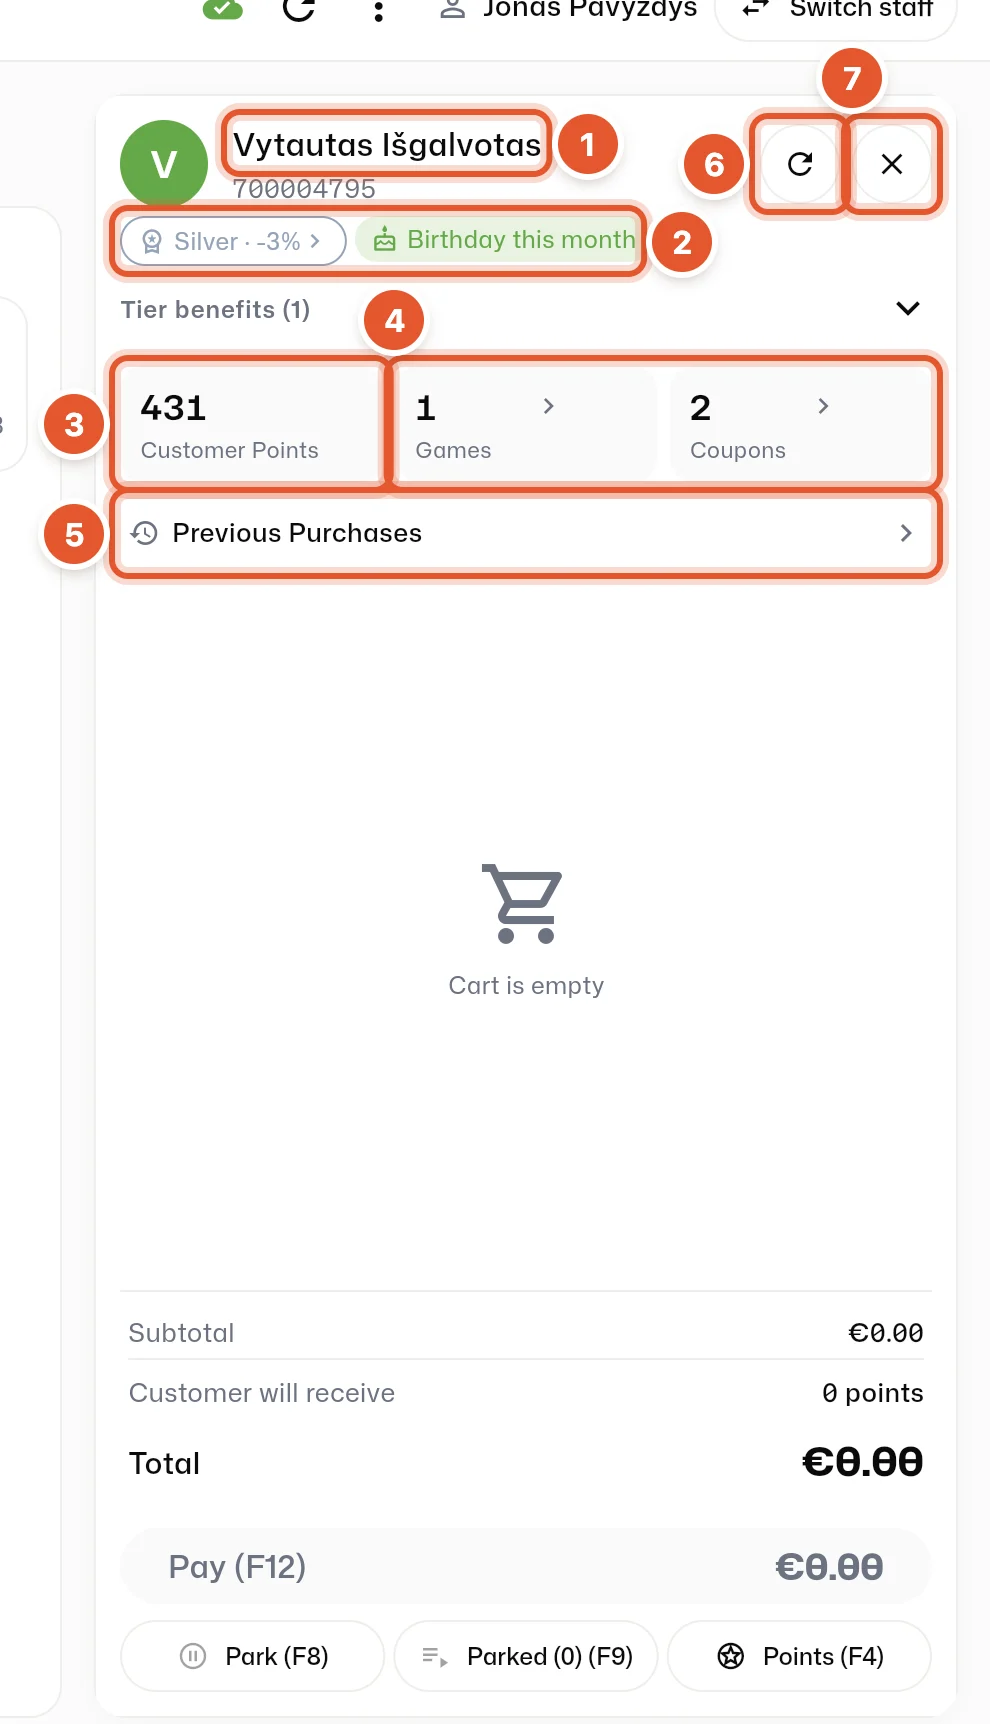 Jonas Pavyzdys
Switch staff
7
V
Vytautas Išgalvotas
1
6
700004795
Silver · -3%
Birthday this month
2
Tier benefits (1)
4
3
431
Customer Points
1
Games
2
Coupons
5
Previous Purchases
Cart is empty
Subtotal
€0.00
Customer will receive
0 points
Total
€0.00
Pay (F12)
€0.00
Park (F8)
Parked (0) (F9)
Points (F4)